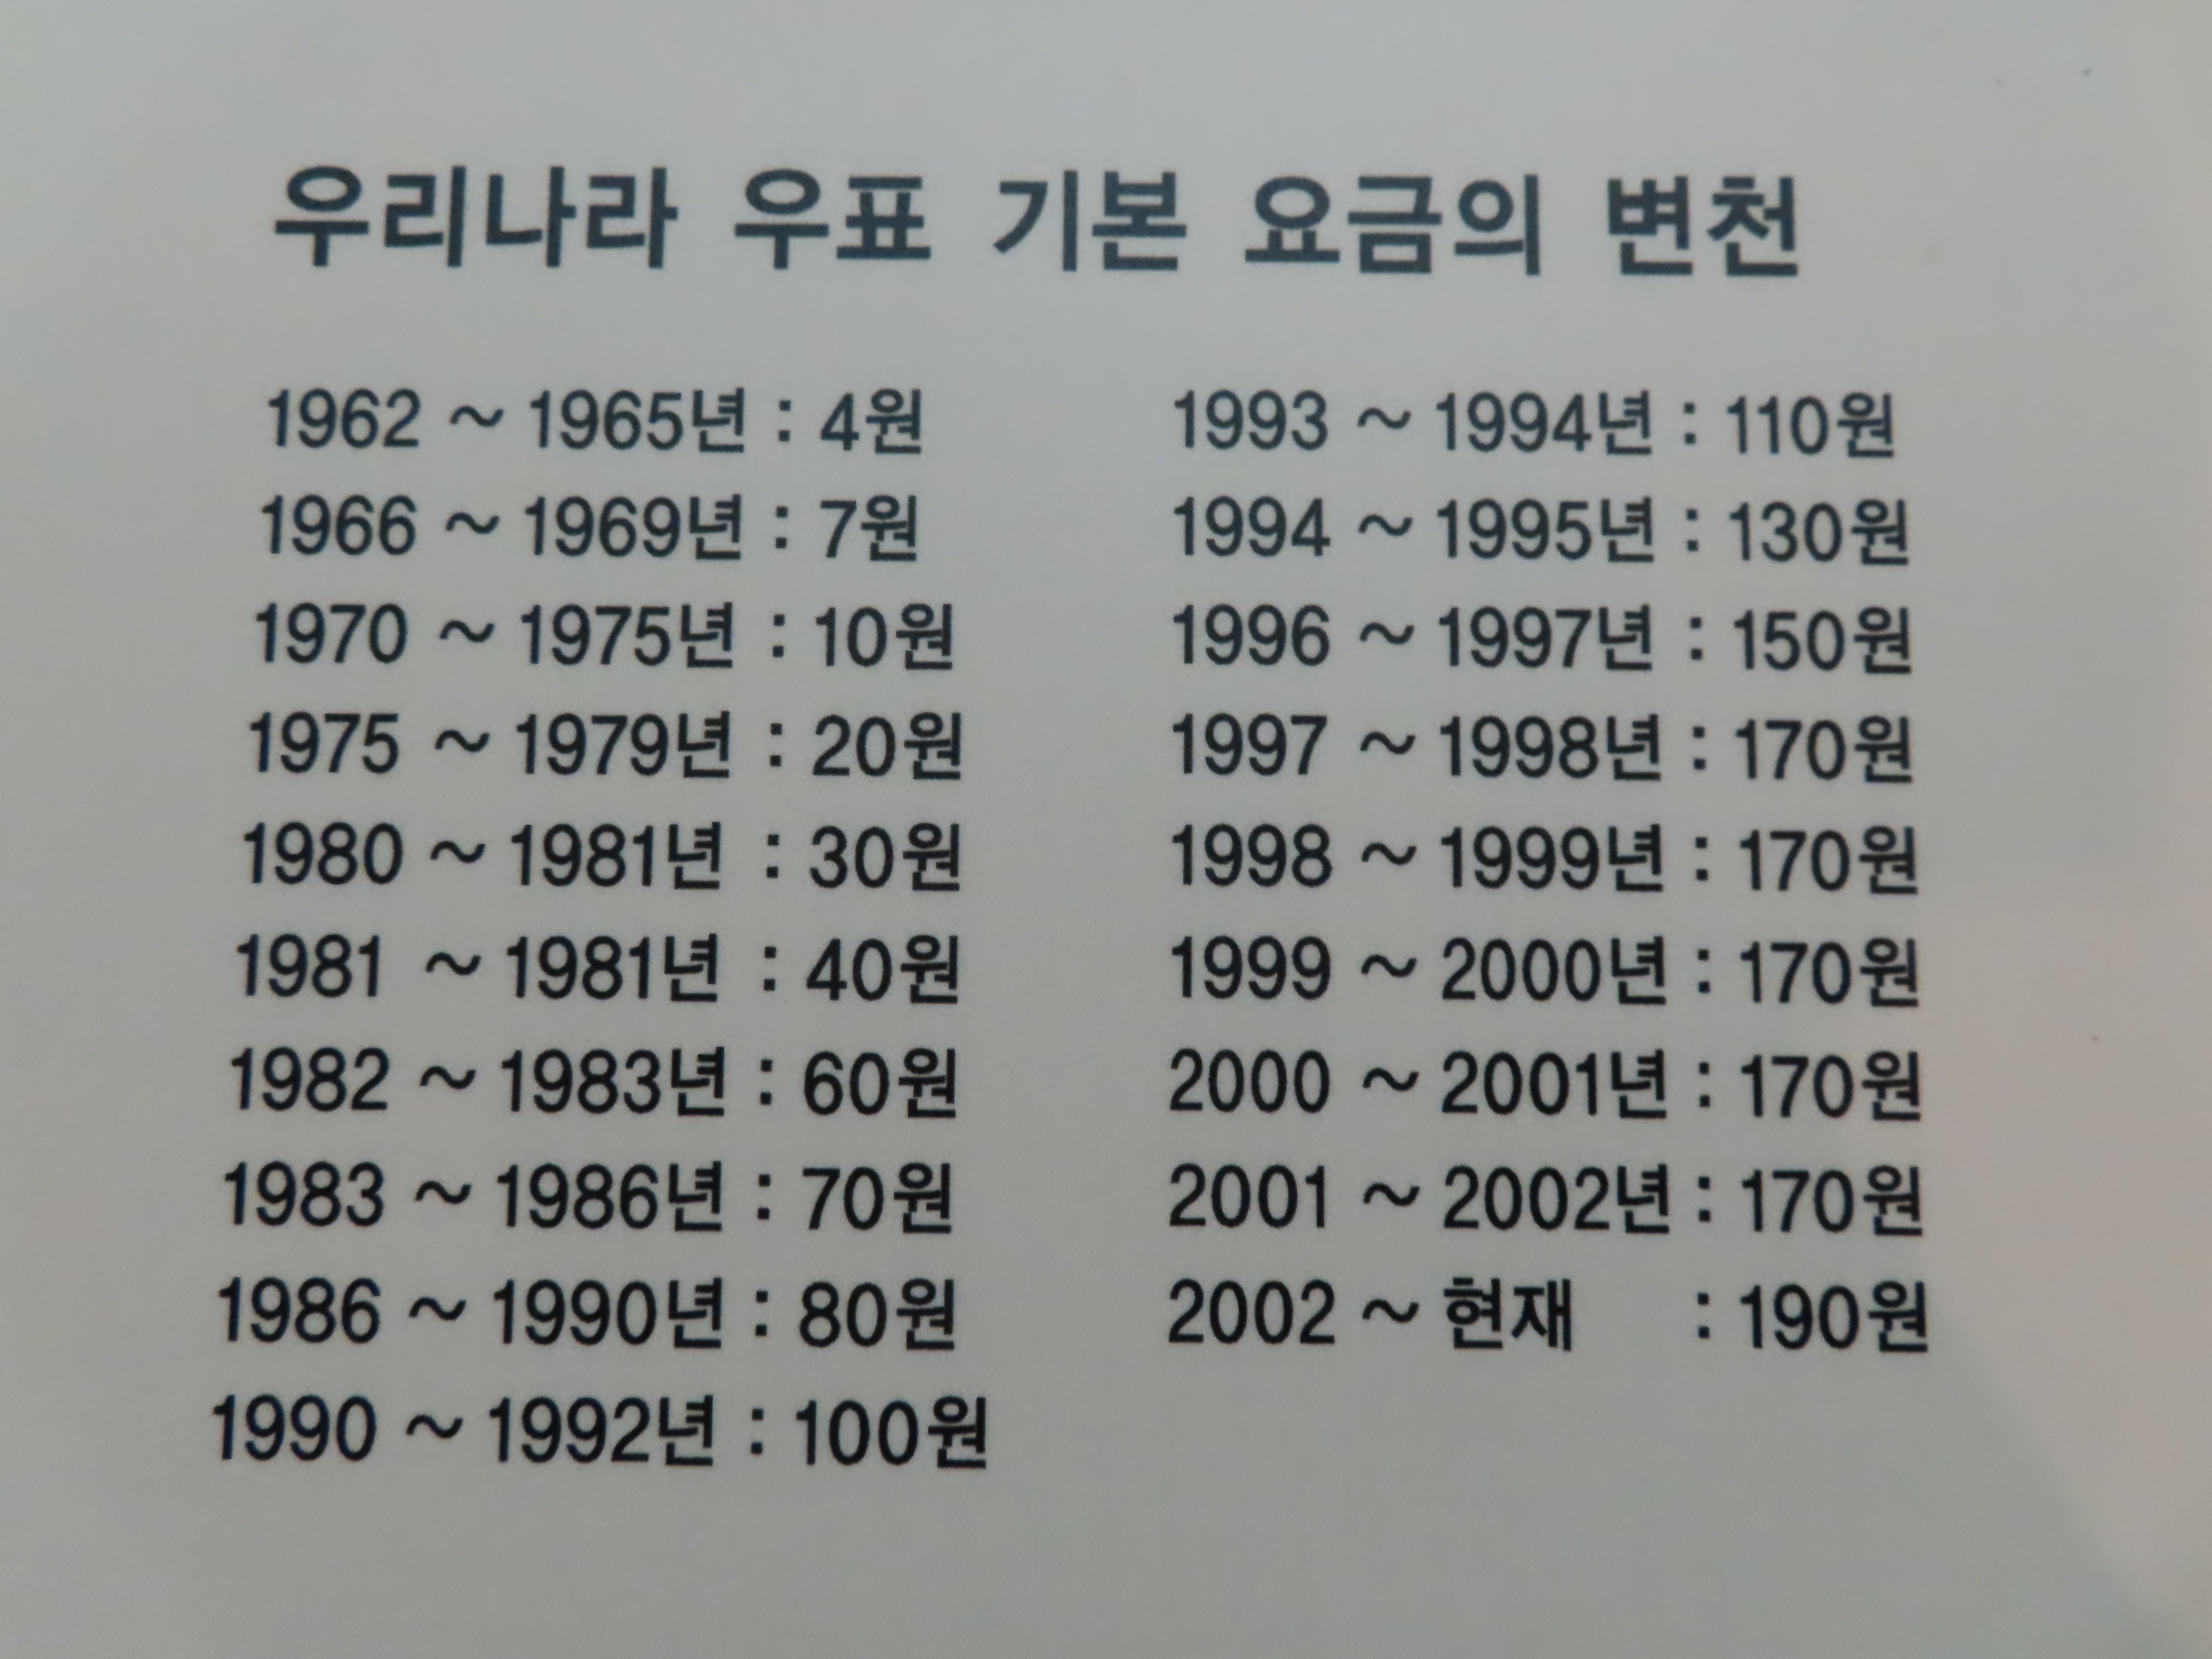 우리나라 우표 기본 요금의 변천
1962 ~ 1965년 : 4원
1966 ~ 1969년 : 7원
1970 ~ 1975년 : 10원
1975 ~ 1979년 : 20원
1980 ~ 1981년 : 30원
1981 ~ 1981년 : 40원
1982 ~ 1983년 : 60원
1983 ~ 1986년 : 70원
1986 ~ 1990년 : 80원
1990 ~ 1992년 : 100원
1993 ~ 1994년 : 110원
1994 ~ 1995년 : 130원
1996 ~ 1997년 : 150원
1997 ~ 1998년 : 170원
1998 ~ 1999년 : 170원
1999 ~ 2000년 : 170원
2000 ~ 2001년 : 170원
2001 ~ 2002년 : 170원
2002 ~ 현재 : 190원